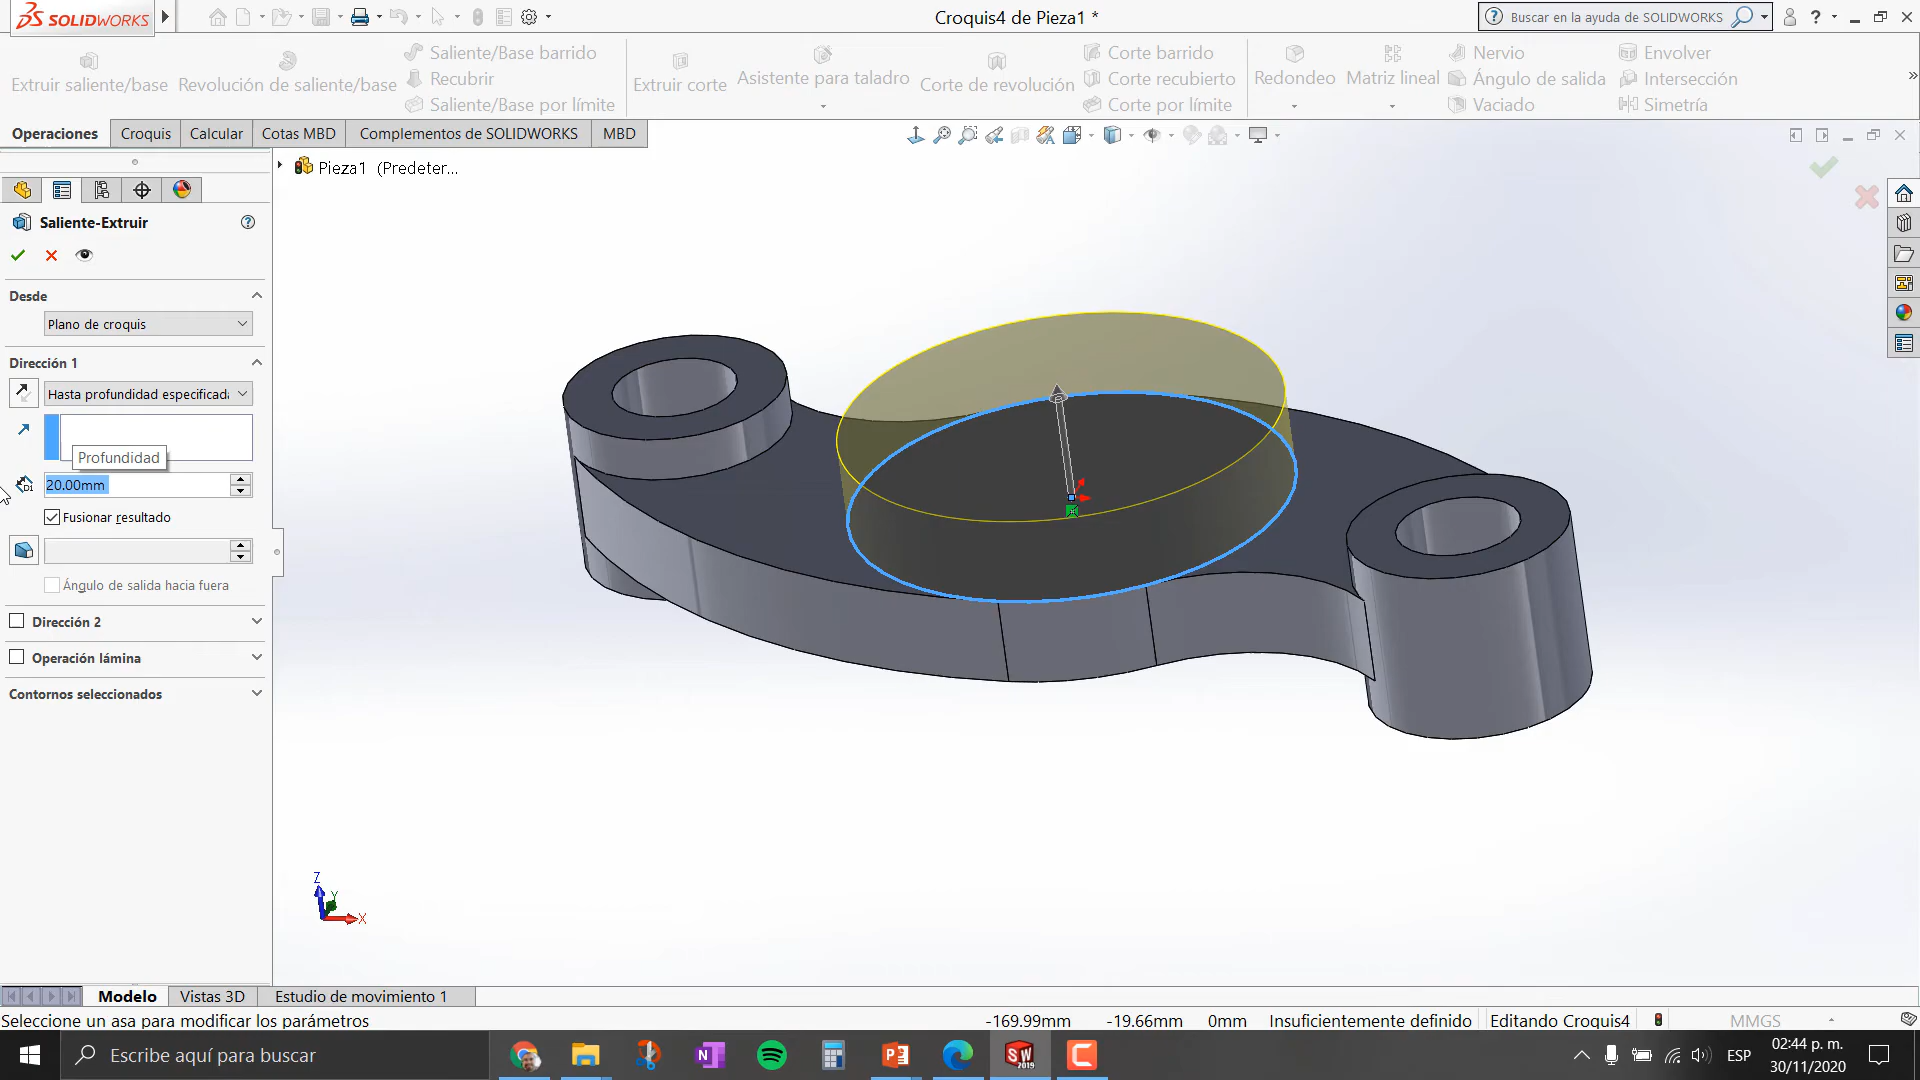 SOLIDWORKS
Croquis4 de Pieza1 *
Buscar en la ayuda de SOLIDWORKS
Extruir saliente/base
Revolución de saliente/base
Saliente/Base barrido
Recubrir
Saliente/Base por límite
Extruir corte
Asistente para taladro
Corte de revolución
Corte barrido
Corte recubierto
Corte por límite
Redondeo
Matriz lineal
Nervio
Ángulo de salida
Vaciado
Envolver
Intersección
Simetría
Operaciones
Croquis
Calcular
Cotas MBD
Complementos de SOLIDWORKS
MBD
Pieza1 (Predeter...
Saliente-Extruir
Desde
Plano de croquis
Dirección 1
Hasta profundidad especificada
Profundidad
20.00mm
Fusionar resultado
Ángulo de salida hacia fuera
Dirección 2
Operación lámina
Contornos seleccionados
Z
Y
X
Modelo
Vistas 3D
Estudio de movimiento 1
Seleccione un asa para modificar los parámetros
-169.99mm
-19.66mm
0mm
Insuficientemente definido
Editando Croquis4
MMGS
Escribe aquí para buscar
SW
2019
ESP
02:44 p. m.
30/11/2020